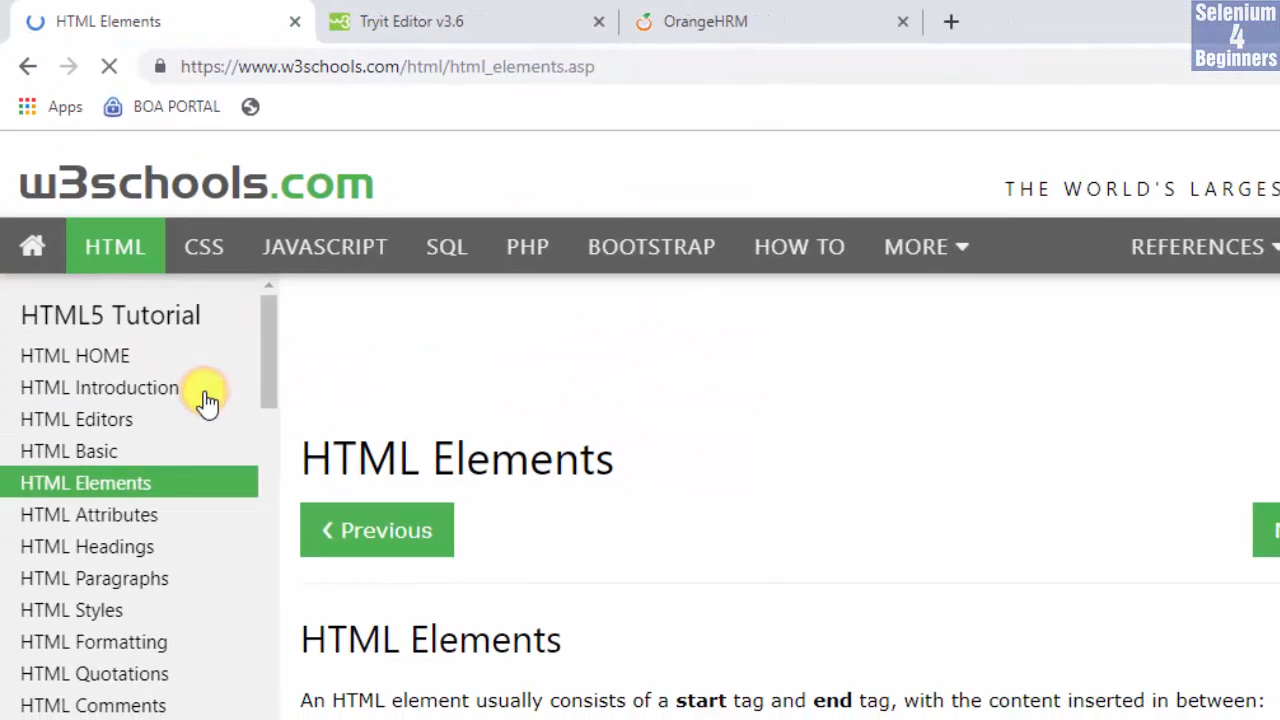 HTML Elements Tryit Editor v3.6 OrangeHRM
Selenium
4
Beginners
https://www.w3schools.com/html/html_elements.asp
Apps BOA PORTAL
w3schools.com
THE WORLD'S LARGES
HTML CSS JAVASCRIPT SQL PHP BOOTSTRAP HOW TO MORE REFERENCES
HTML5 Tutorial
HTML HOME
HTML Introduction
HTML Editors
HTML Basic
HTML Elements
HTML Attributes
HTML Headings
HTML Paragraphs
HTML Styles
HTML Formatting
HTML Quotations
HTML Comments
HTML Elements
❮ Previous
HTML Elements
An HTML element usually consists of a start tag and end tag, with the content inserted in between: